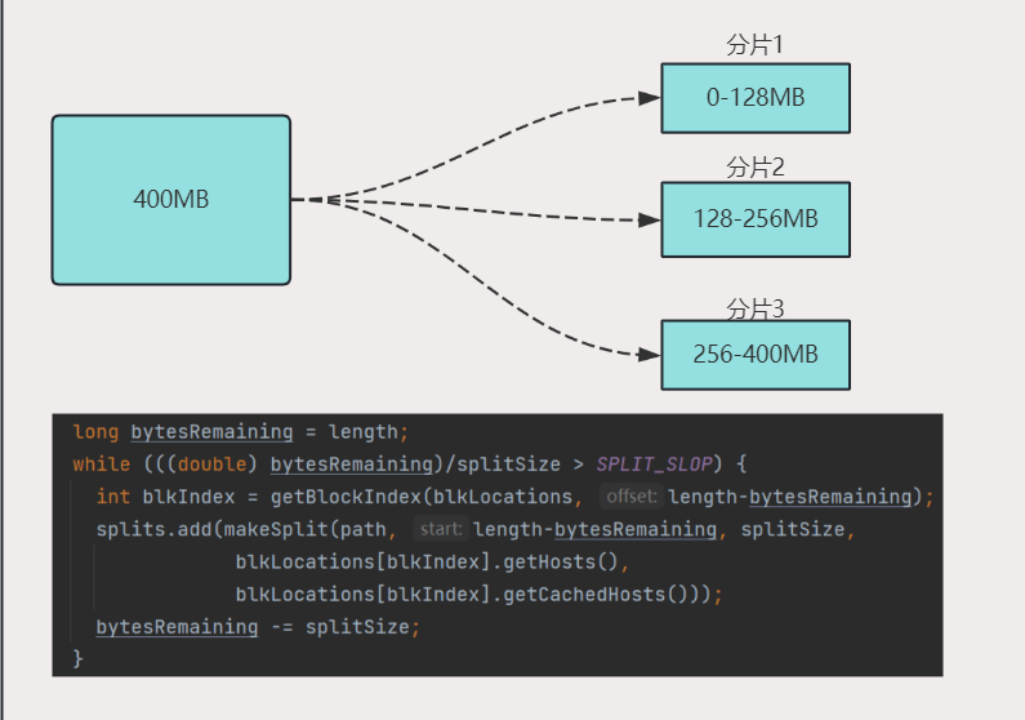 分片1
0-128MB
400MB
分片2
128-256MB
分片3
256-400MB
long bytesRemaining = length;
while (((double) bytesRemaining)/splitSize > SPLIT_SLOP) {
int blkIndex = getBlockIndex(blkLocations, offset: length-bytesRemaining);
splits.add(makeSplit(path, start: length-bytesRemaining, splitSize,
blkLocations[blkIndex].getHosts(),
blkLocations[blkIndex].getCachedHosts()));
bytesRemaining -= splitSize;
}